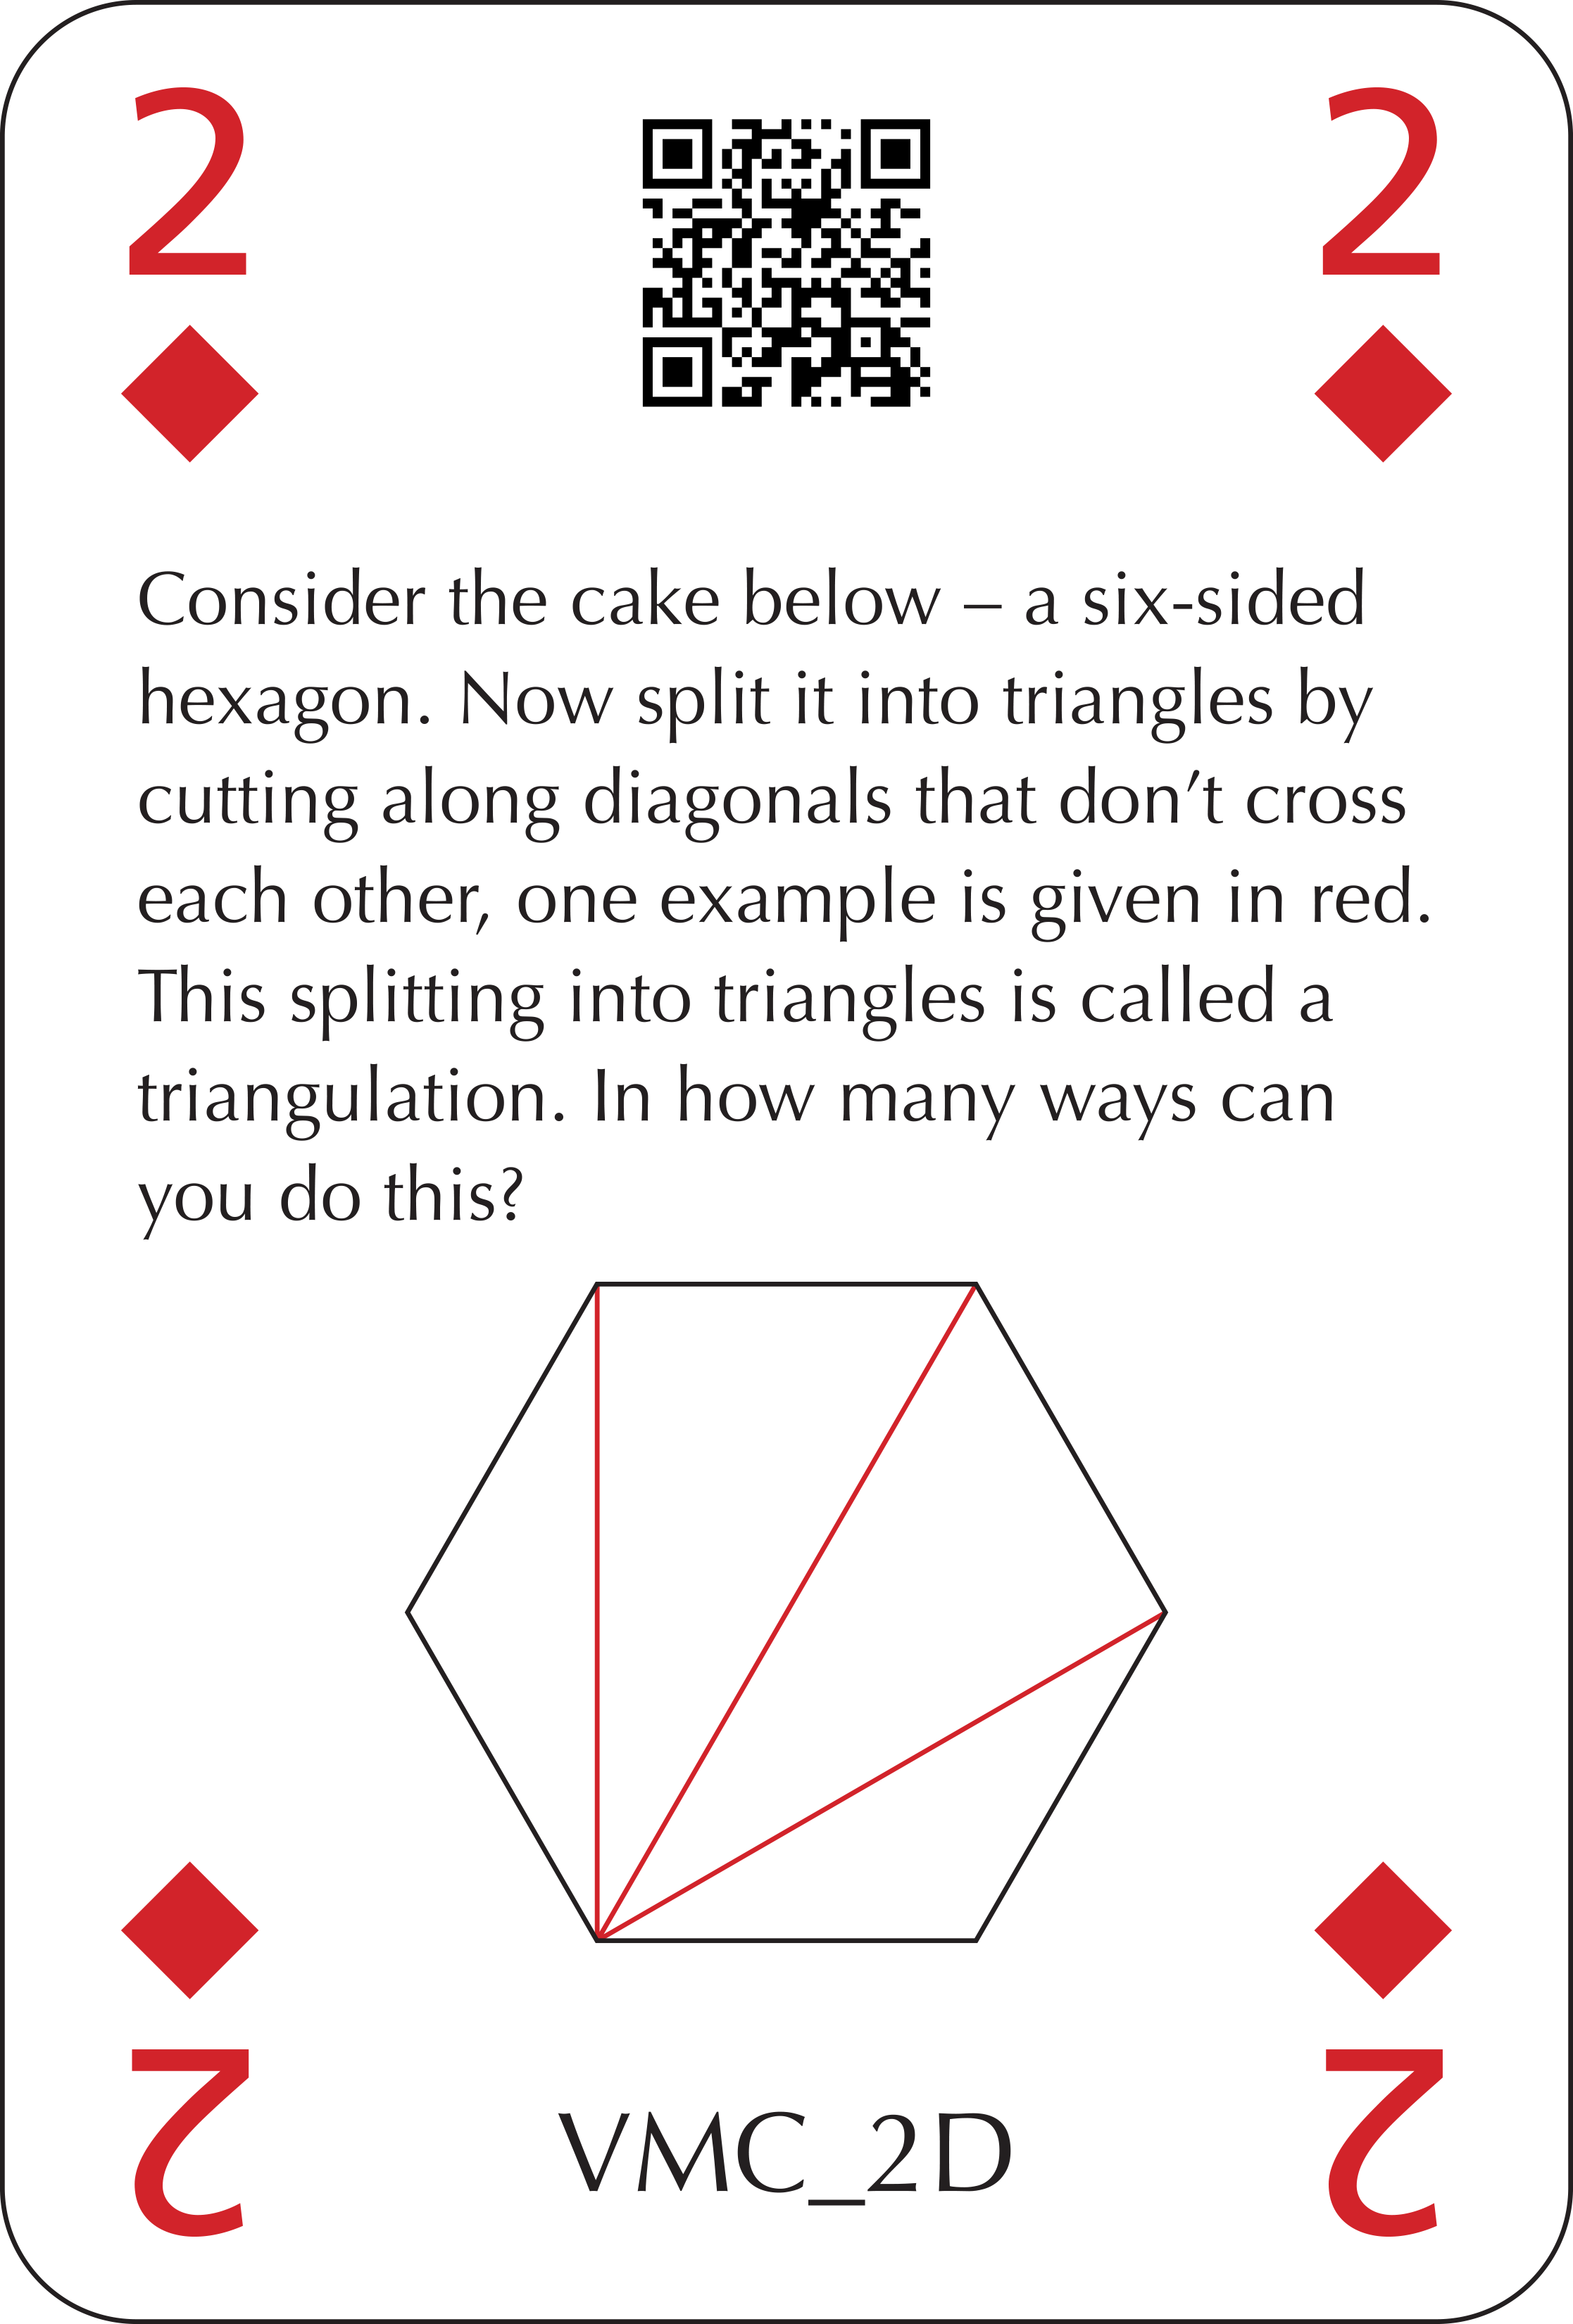 2 2
Consider the cake below – a six-sided
hexagon. Now split it into triangles by
cutting along diagonals that don’t cross
each other, one example is given in red.
This splitting into triangles is called a
triangulation. In how many ways can
you do this?
2 VMC_2D 2